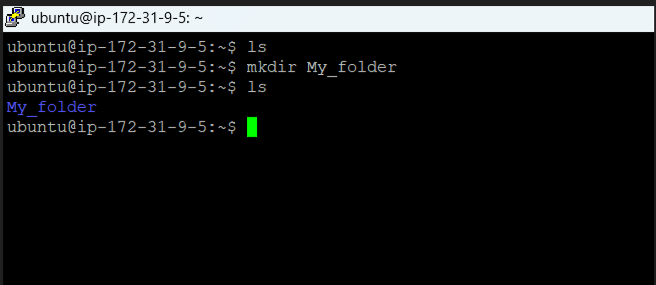 ubuntu@ip-172-31-9-5: ~
ubuntu@ip-172-31-9-5:~$ ls
ubuntu@ip-172-31-9-5:~$ mkdir My_folder
ubuntu@ip-172-31-9-5:~$ ls
My_folder
ubuntu@ip-172-31-9-5:~$